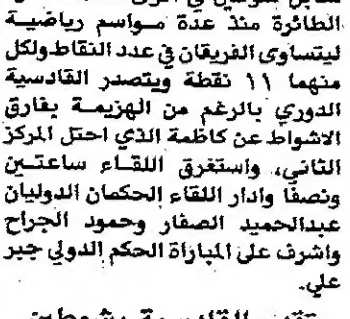 الطائرة منذ عدة مواسم رياضية
ليتساوى الفريقان في عدد النقاط ولكل
منهما ١١ نقطة ويتصدر القادسية
الدوري بالرغم من الهزيمة بفارق
الاشواط عن كاظمة الذي احتل المركز
الثاني، واستغرق اللقاء ساعتين
ونصفا وادار اللقاء الحكمان الدوليان
عبدالحميد الصفار وحمود الجراح
واشرف على المباراة الحكم الدولي جبر
علي.
القادسية بشوطين